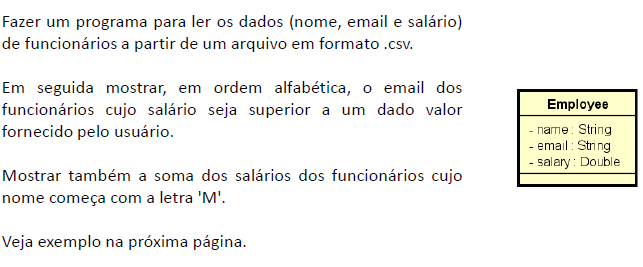 Fazer um programa para ler os dados (nome, email e salário)
de funcionários a partir de um arquivo em formato .csv.
Em seguida mostrar, em ordem alfabética, o email dos
funcionários cujo salário seja superior a um dado valor
fornecido pelo usuário.
Mostrar também a soma dos salários dos funcionários cujo
nome começa com a letra 'M'.
Veja exemplo na próxima página.
Employee
- name : String
- email : String
- salary : Double